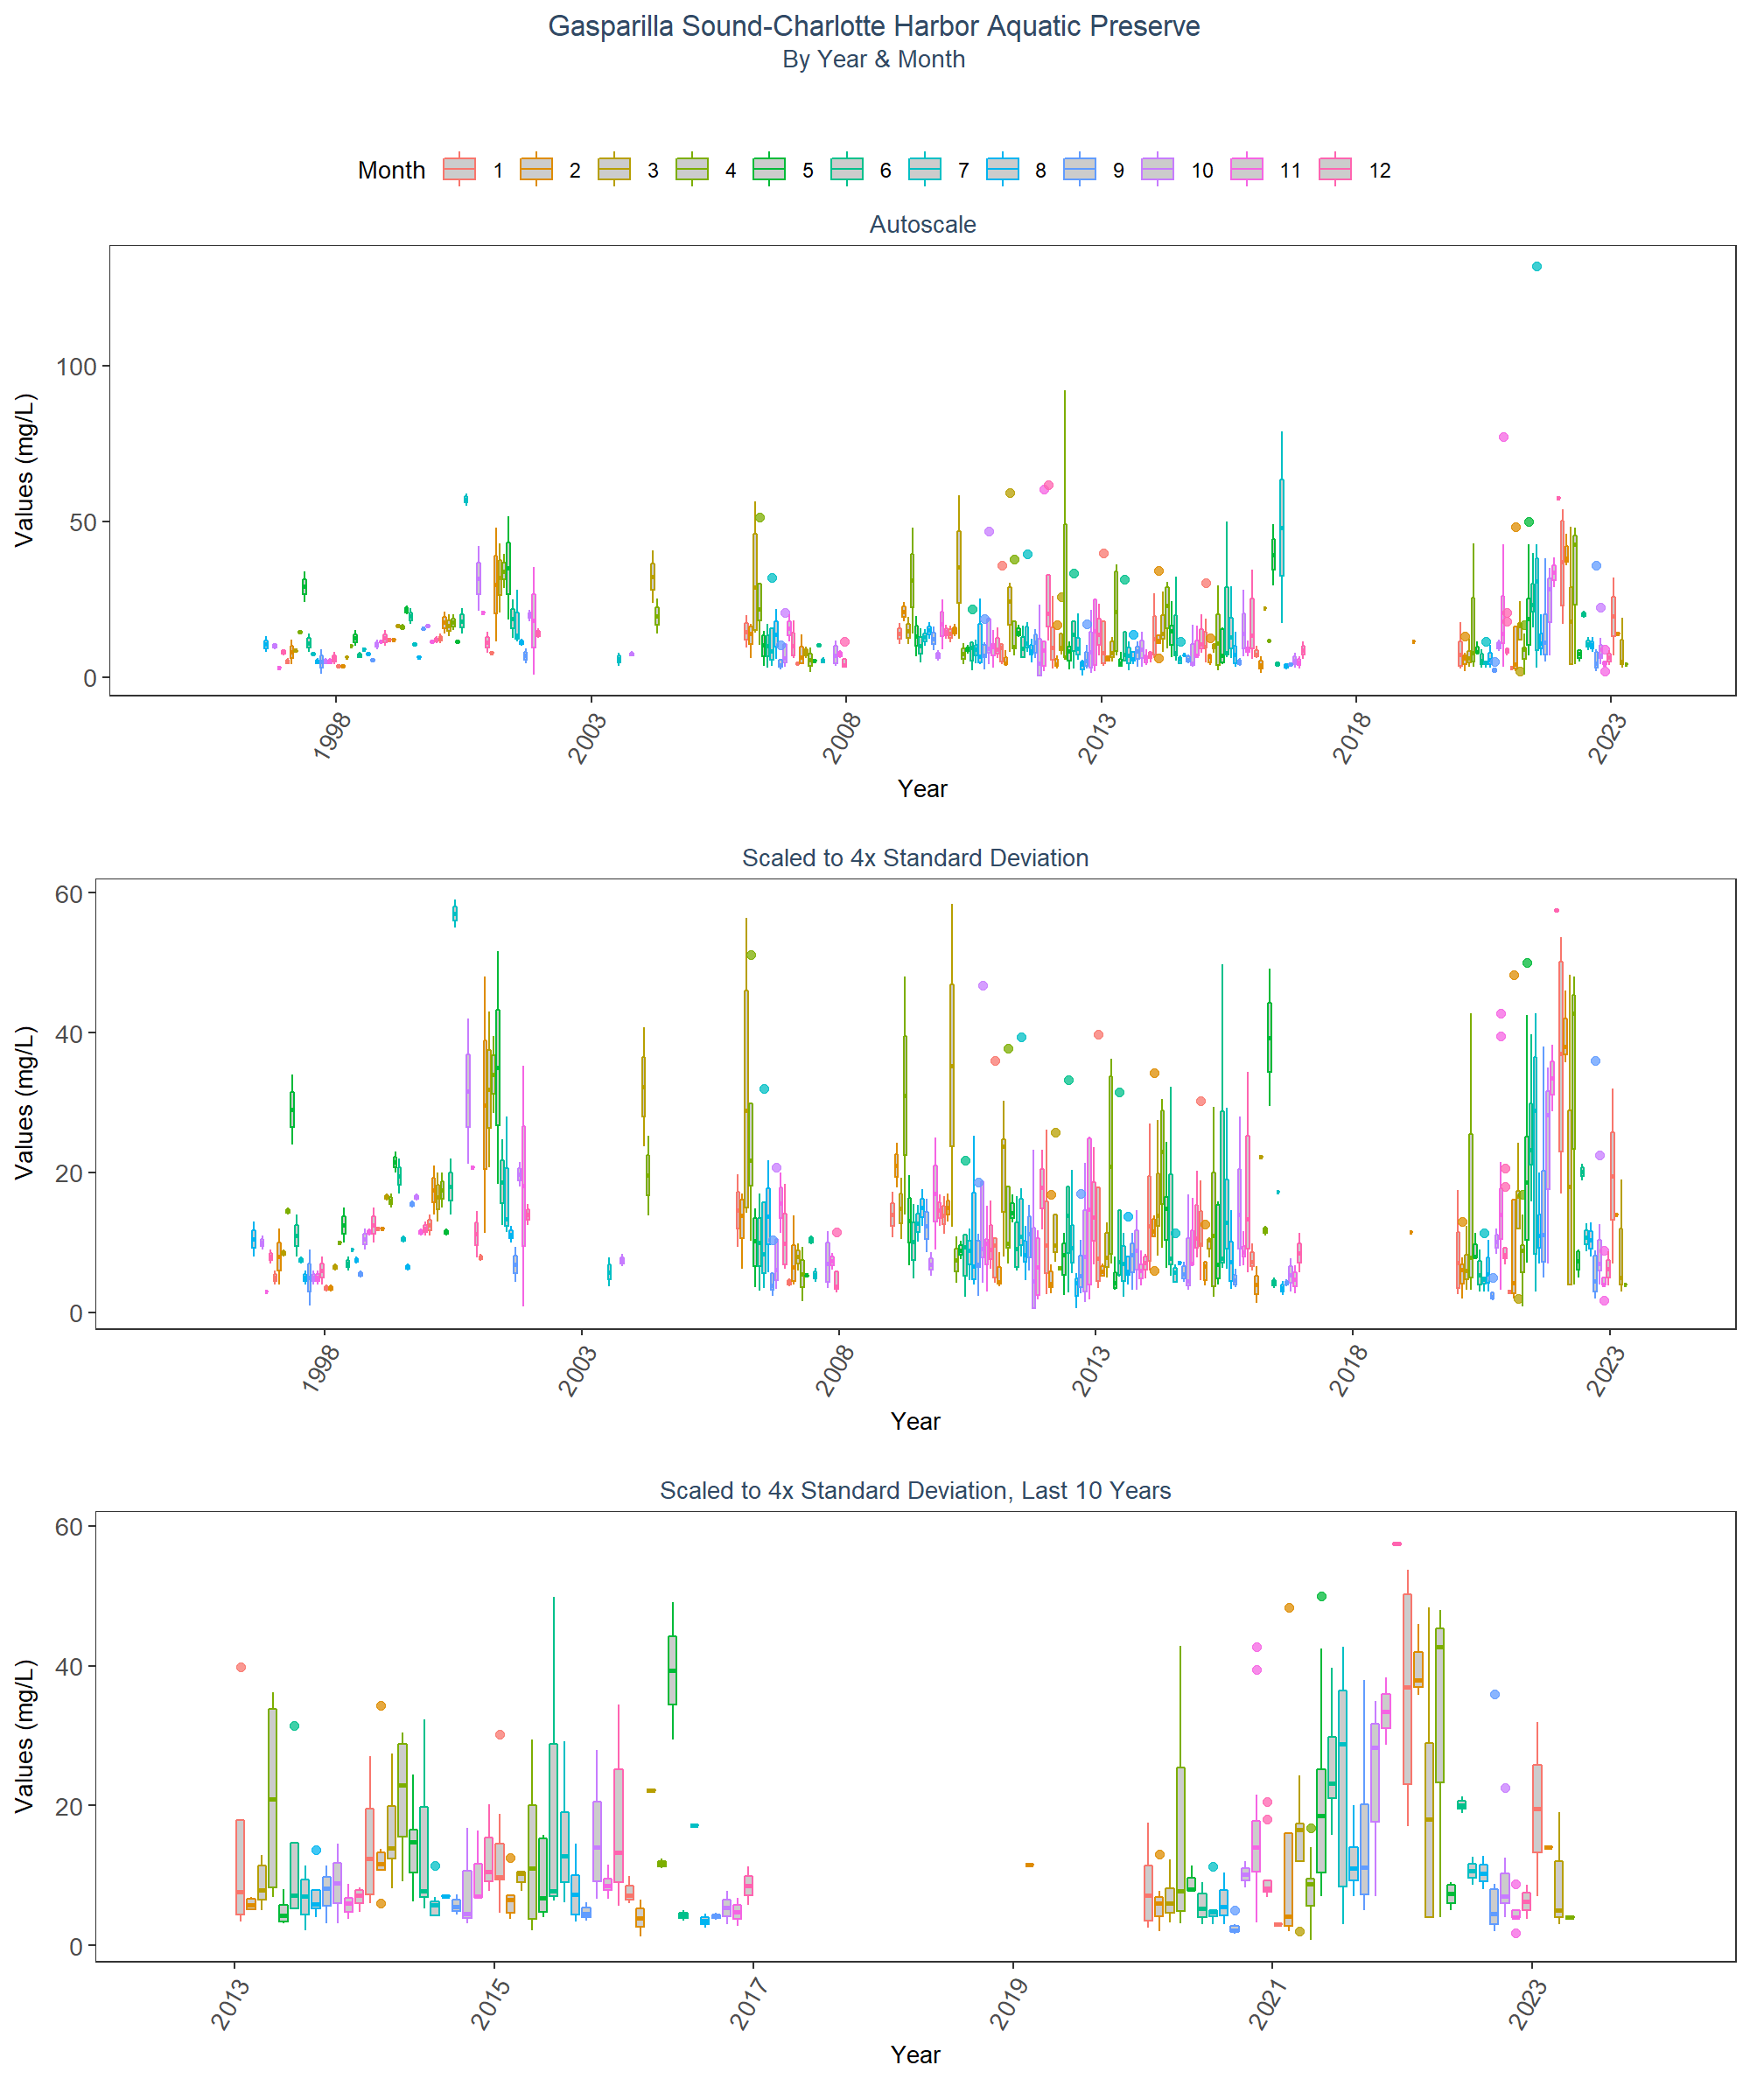 Gasparilla Sound-Charlotte Harbor Aquatic Preserve
By Year & Month
Month 1 2 3 4 5 6 7 8 9 10 11 12
Autoscale
Values (mg/L)
100
50
0
1998 2003 2008 2013 2018 2023
Year
Scaled to 4x Standard Deviation
Values (mg/L)
60
40
20
0
1998 2003 2008 2013 2018 2023
Year
Scaled to 4x Standard Deviation, Last 10 Years
Values (mg/L)
60
40
20
0
2013 2015 2017 2019 2021 2023
Year